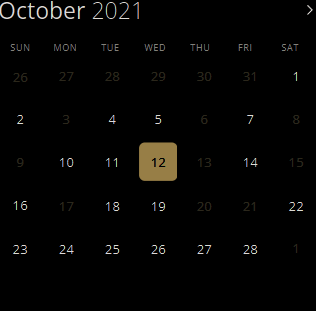 October 2021 >
SUN MON TUE WED THU FRI SAT
26 27 28 29 30 31 1
2 3 4 5 6 7 8
9 10 11 12 13 14 15
16 17 18 19 20 21 22
23 24 25 26 27 28 1